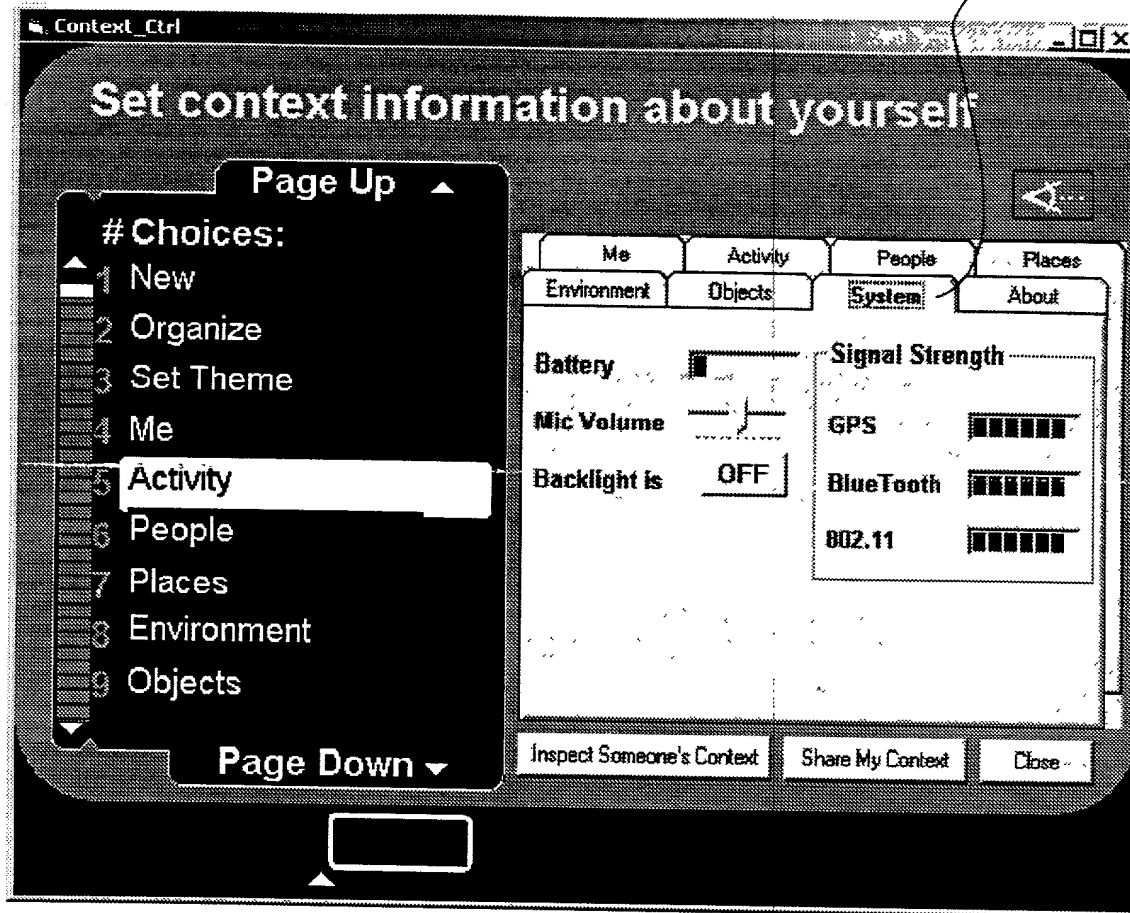 Context_Ctrl
Set context information about yourself
Page Up
# Choices:
1 New
2 Organize
3 Set Theme
4 Me
5 Activity
6 People
7 Places
8 Environment
9 Objects
Page Down
Me Activity People Places
Environment Objects System About
Battery
Mic Volume
Backlight is OFF
Signal Strength
GPS
BlueTooth
802.11
Inspect Someone's Context Share My Context Close